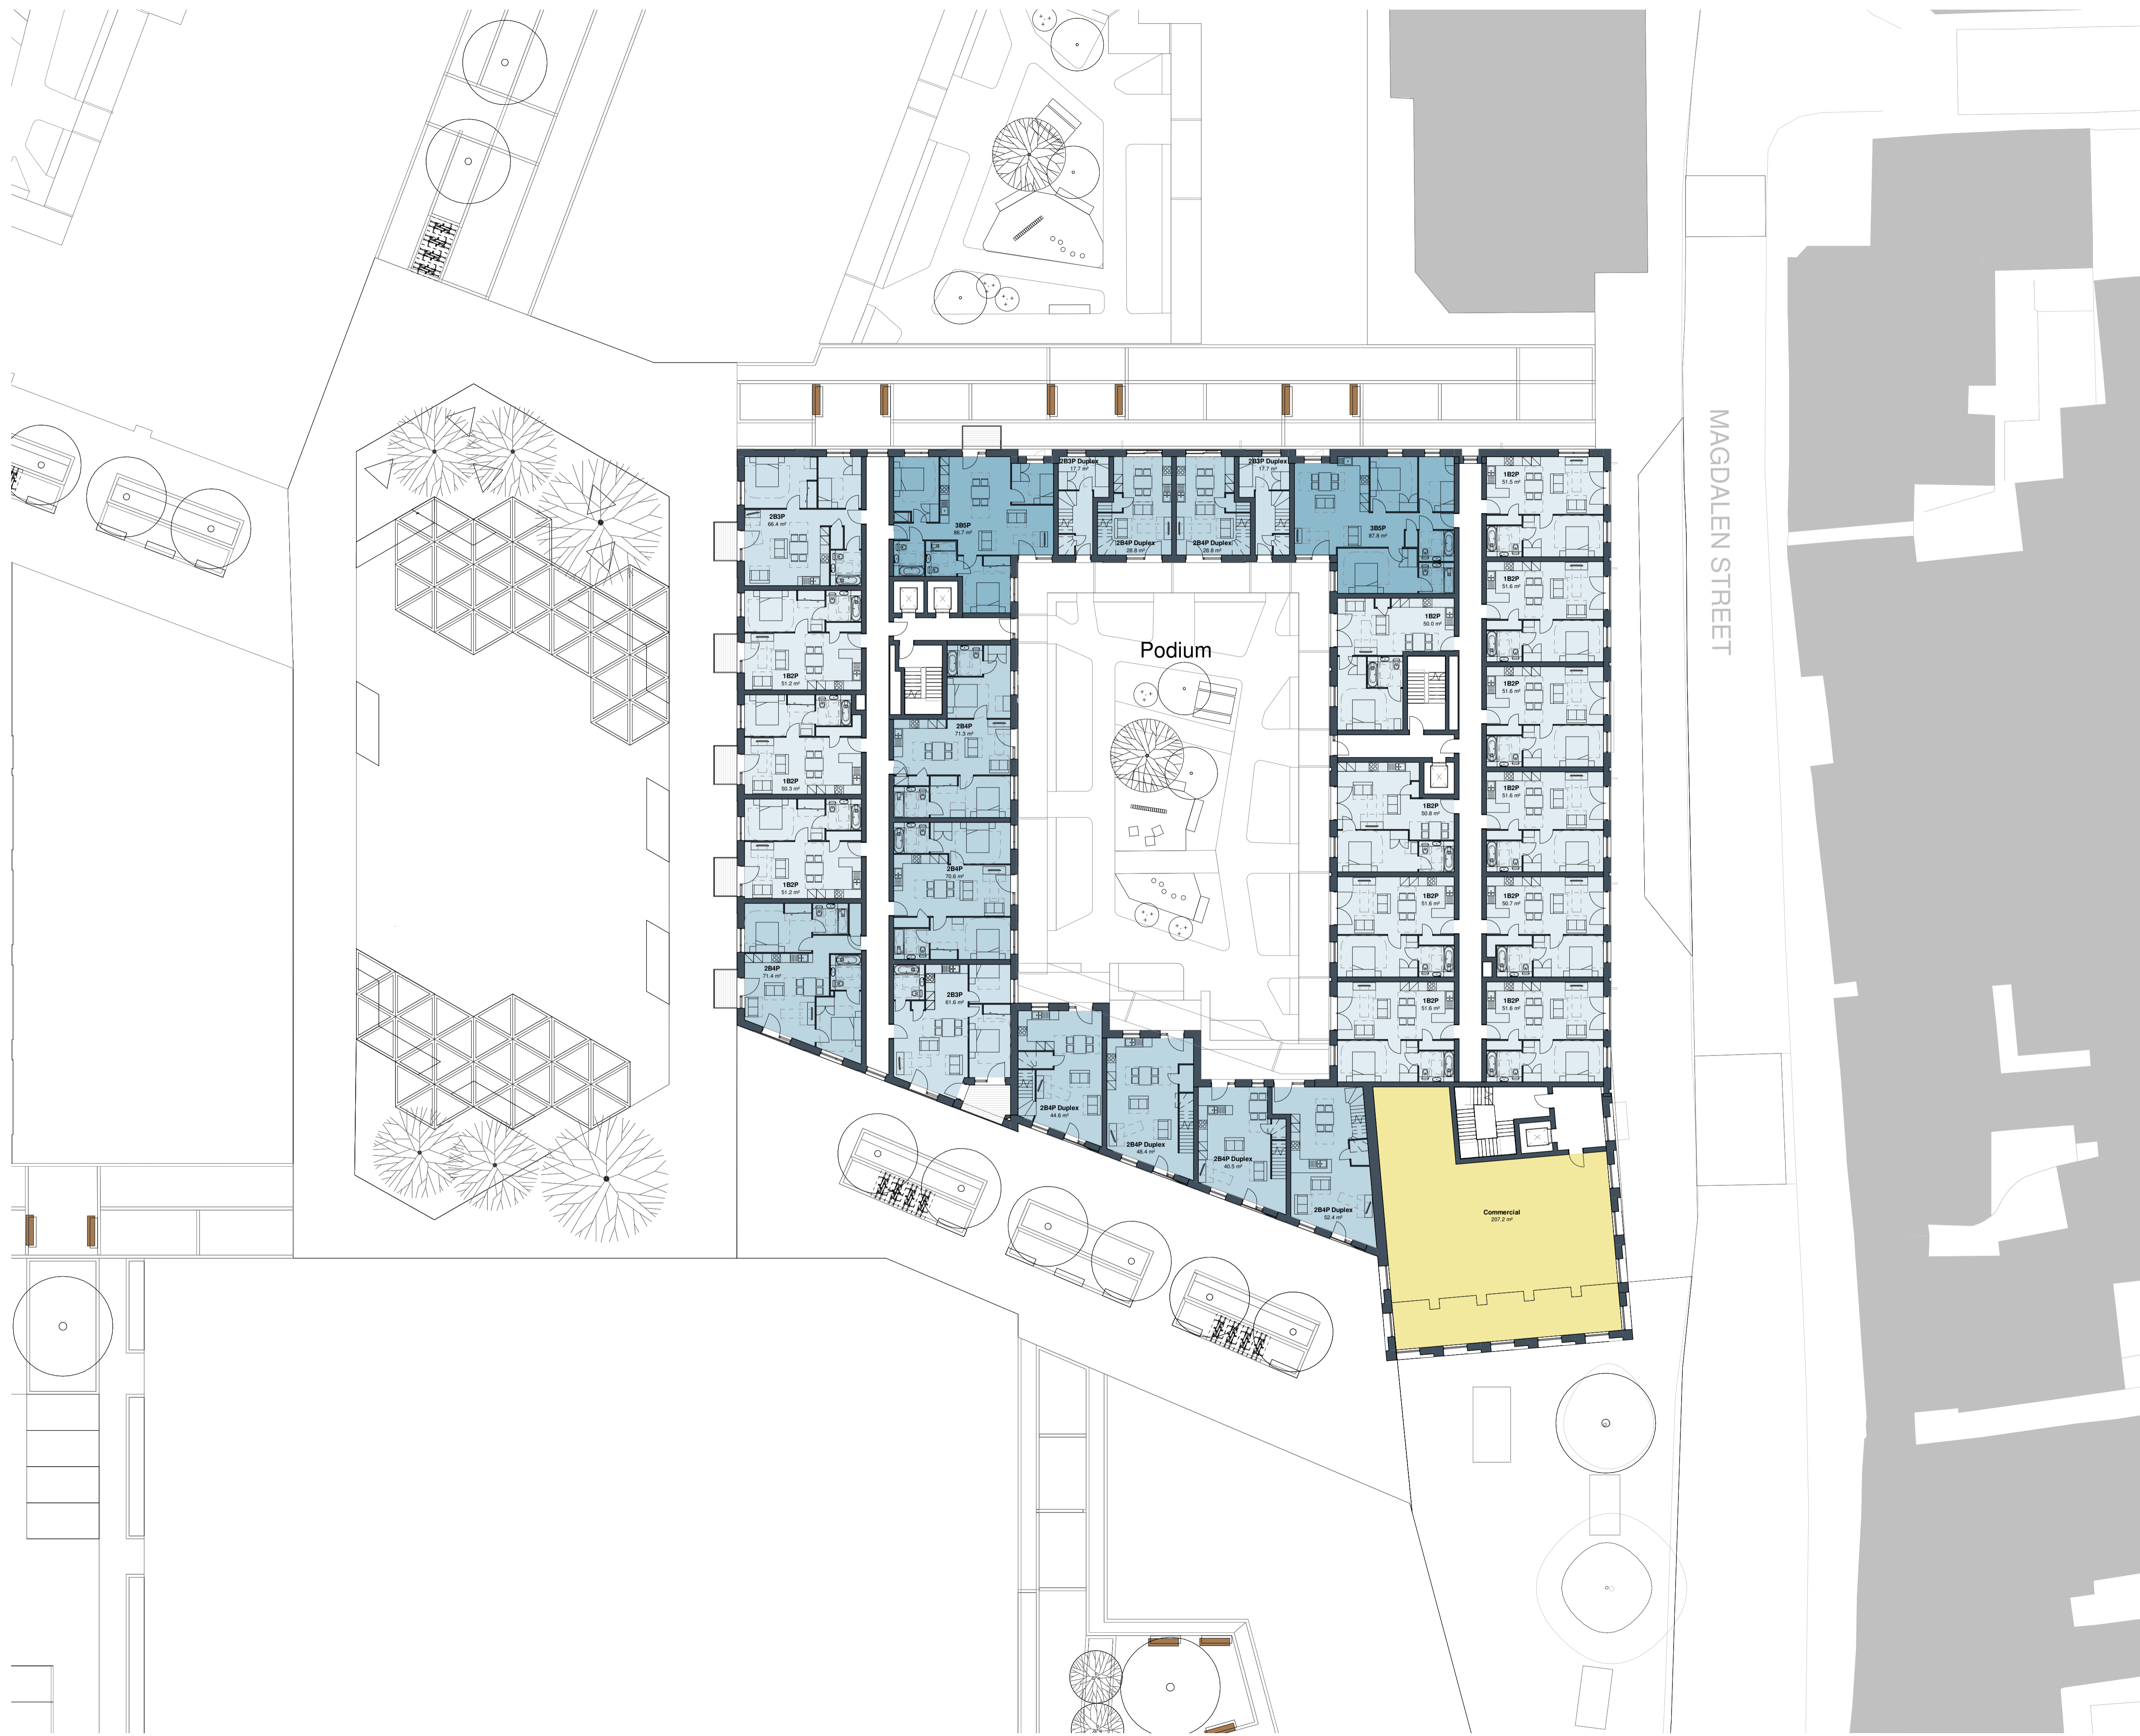 MAGDALEN STREET
2B3P Duplex
17.7 m²
2B4P Duplex
28.8 m²
2B4P Duplex
28.8 m²
2B3P Duplex
17.7 m²
1B2P
51.5 m²
2B3P
66.4 m²
3B5P
86.7 m²
3B5P
87.8 m²
1B2P
51.6 m²
1B2P
50.0 m²
Podium
1B2P
51.2 m²
1B2P
51.6 m²
2B4P
71.3 m²
1B2P
50.3 m²
1B2P
51.6 m²
1B2P
50.8 m²
1B2P
51.2 m²
2B4P
70.6 m²
1B2P
51.6 m²
1B2P
50.7 m²
2B4P
71.4 m²
2B3P
61.6 m²
1B2P
51.6 m²
1B2P
51.6 m²
2B4P Duplex
44.6 m²
2B4P Duplex
48.4 m²
2B4P Duplex
40.5 m²
2B4P Duplex
52.4 m²
Commercial
207.2 m²